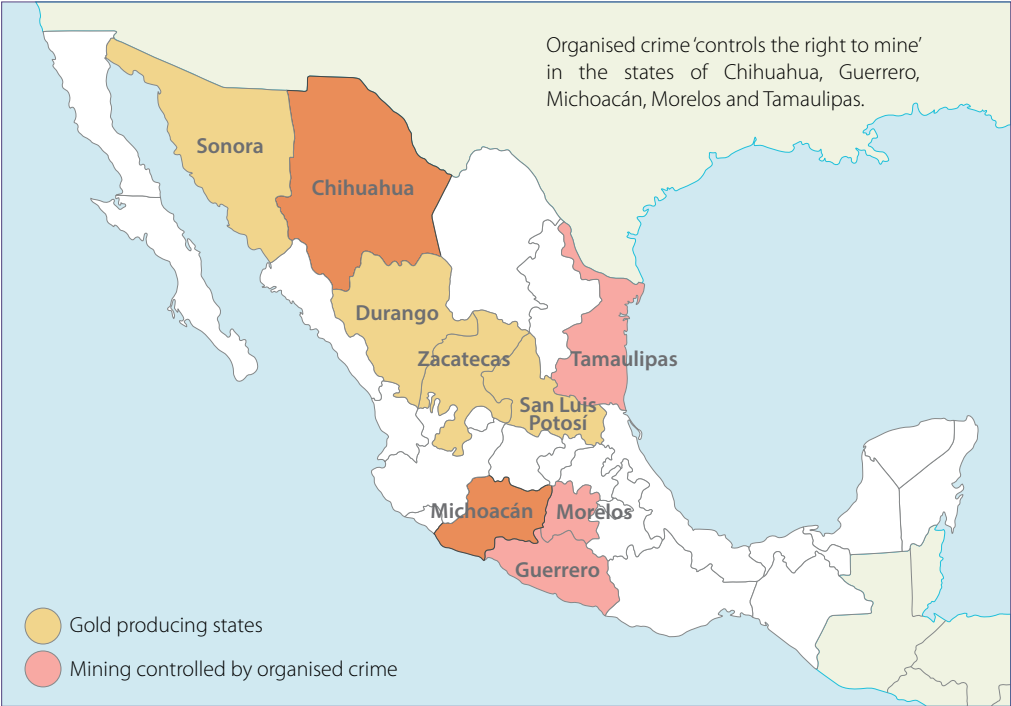 Organised crime ‘controls the right to mine’
in the states of Chihuahua, Guerrero,
Michoacán, Morelos and Tamaulipas.
Sonora
Chihuahua
Durango
Zacatecas
Tamaulipas
San Luis
Potosí
Michoacán
Morelos
Guerrero
Gold producing states
Mining controlled by organised crime